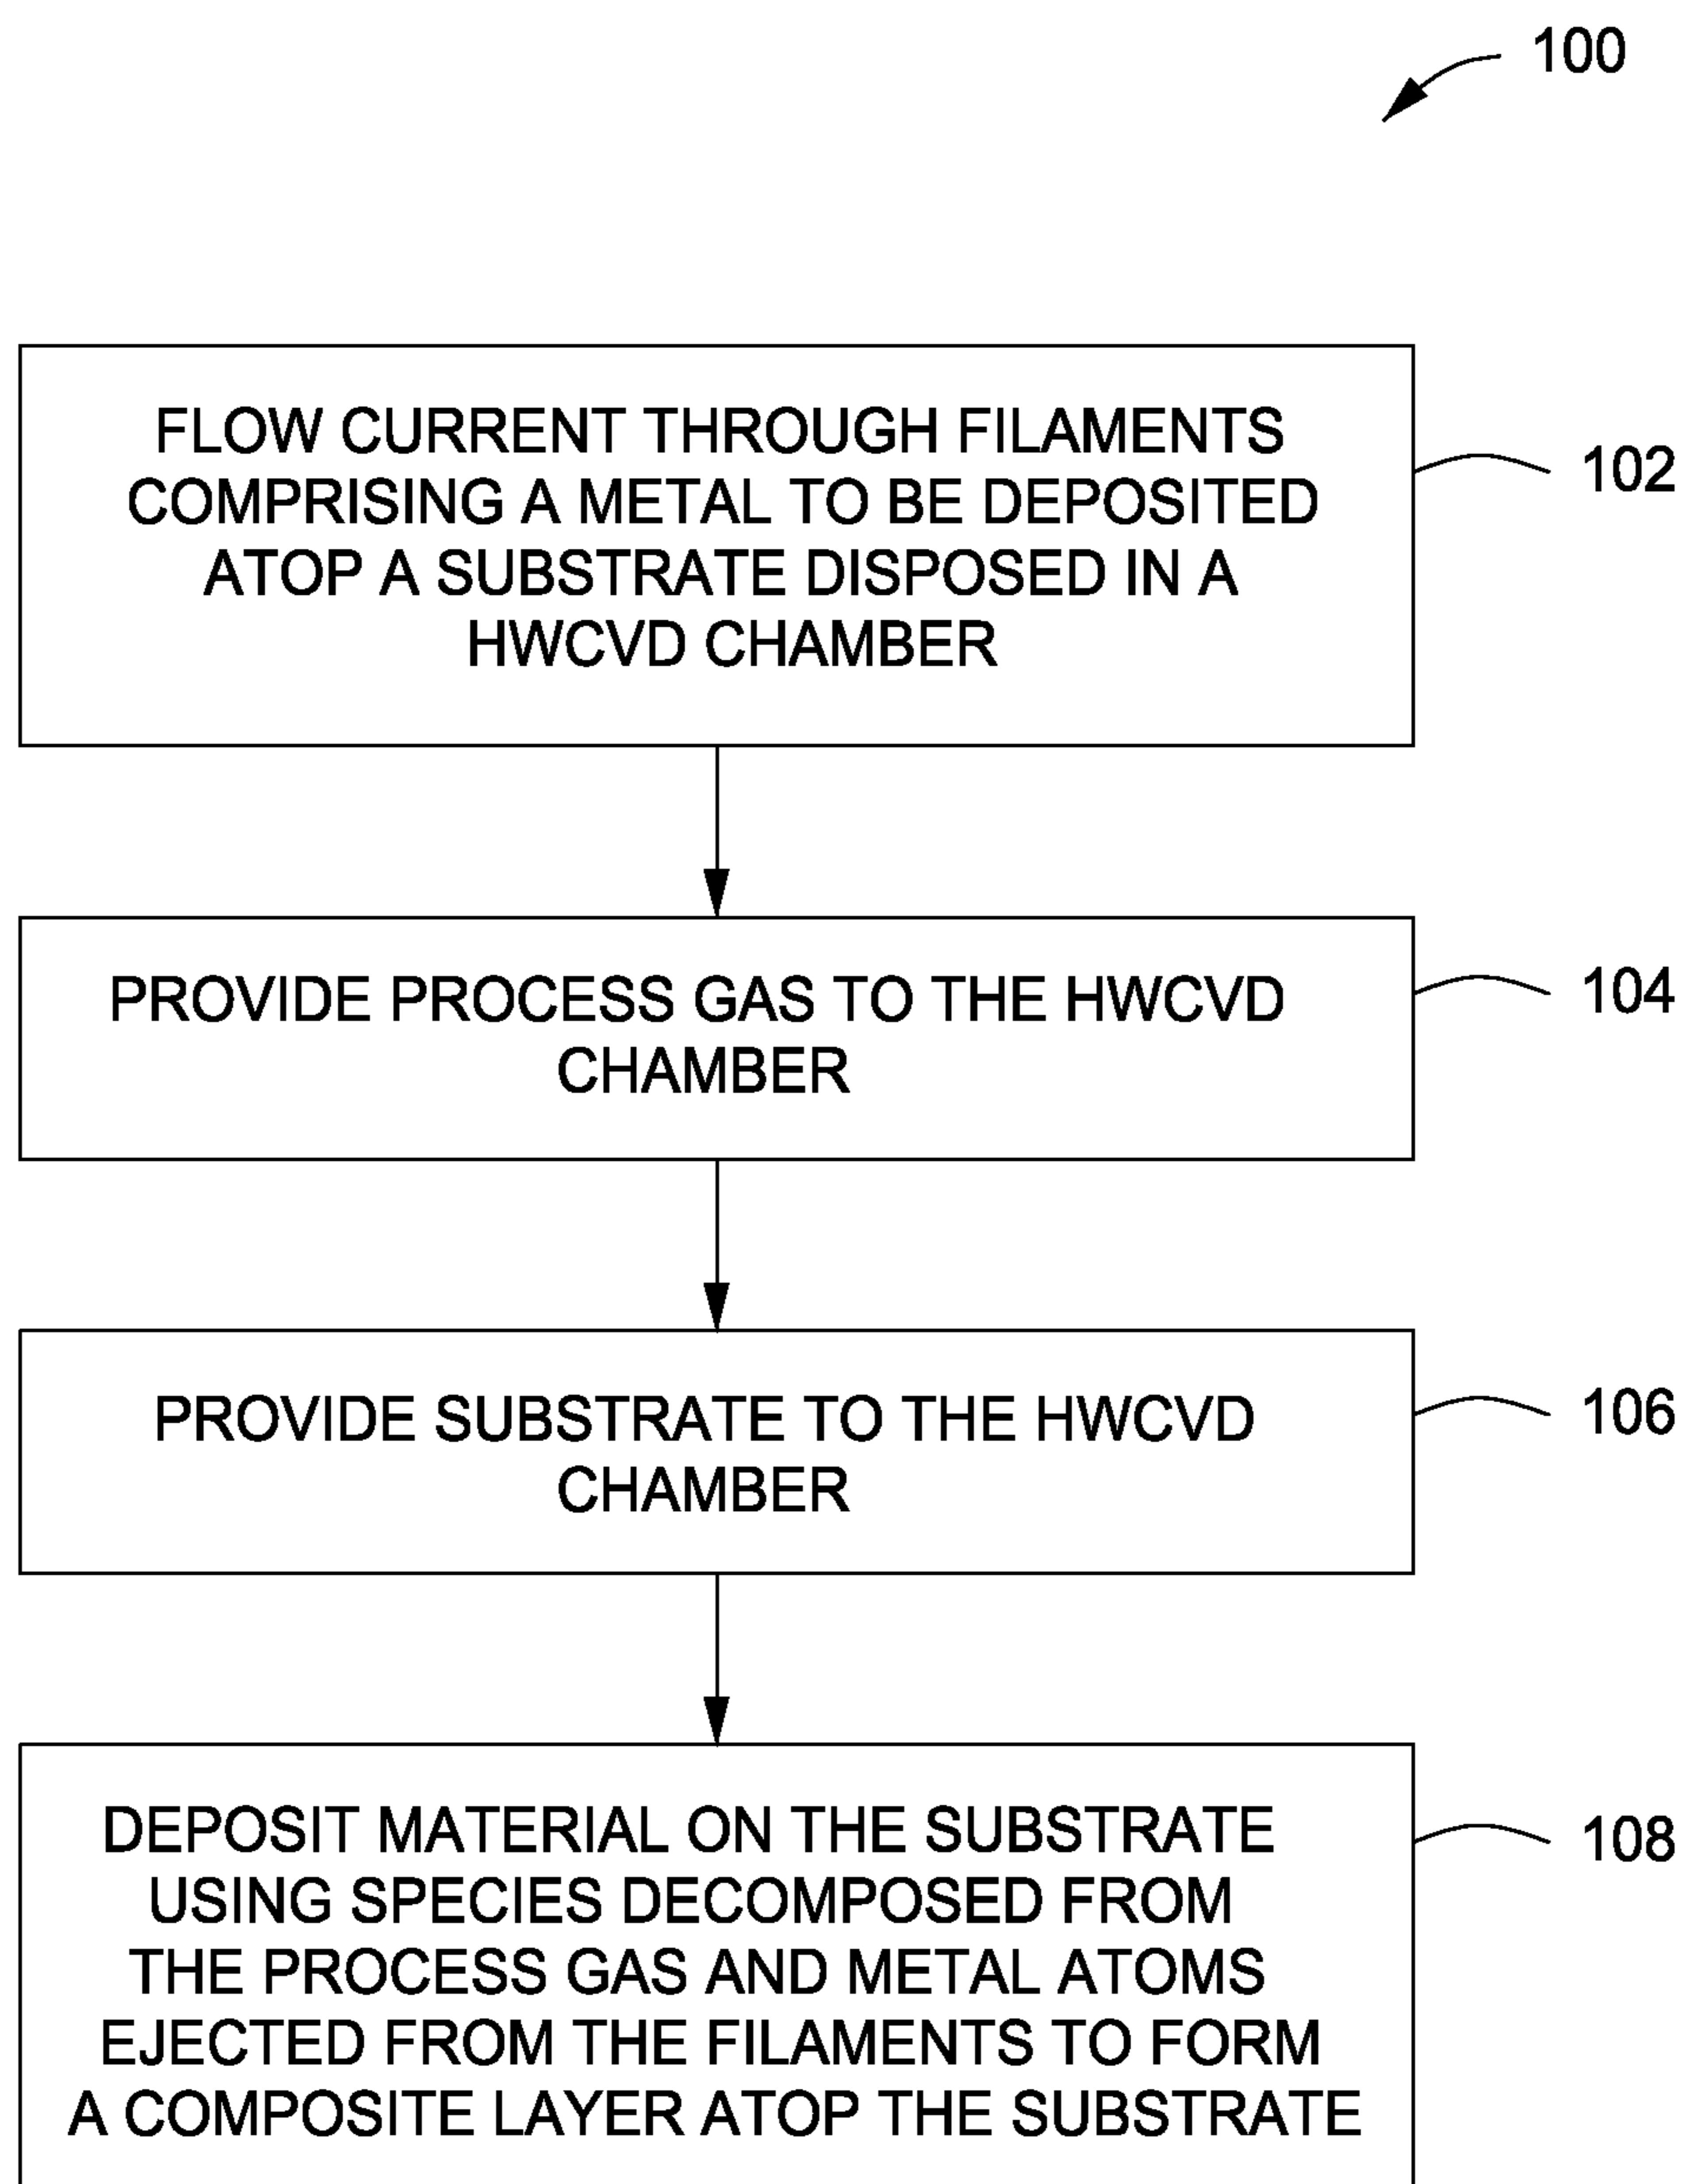 100
FLOW CURRENT THROUGH FILAMENTS
COMPRISING A METAL TO BE DEPOSITED
ATOP A SUBSTRATE DISPOSED IN A
HWCVD CHAMBER
102
PROVIDE PROCESS GAS TO THE HWCVD
CHAMBER
104
PROVIDE SUBSTRATE TO THE HWCVD
CHAMBER
106
DEPOSIT MATERIAL ON THE SUBSTRATE
USING SPECIES DECOMPOSED FROM
THE PROCESS GAS AND METAL ATOMS
EJECTED FROM THE FILAMENTS TO FORM
A COMPOSITE LAYER ATOP THE SUBSTRATE
108